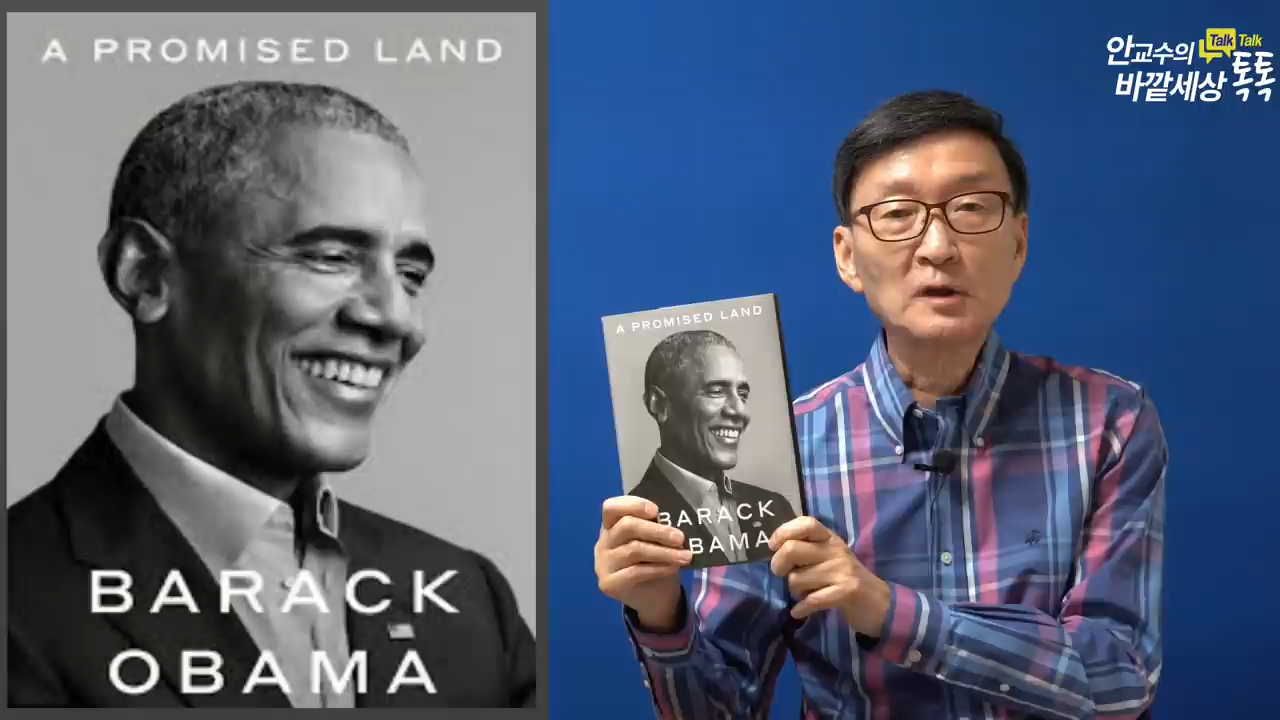 A PROMISED LAND
BARACK
OBAMA
A PROMISED LAND
BARACK
OBAMA
안교수의 Talk Talk
바깥세상 톡톡